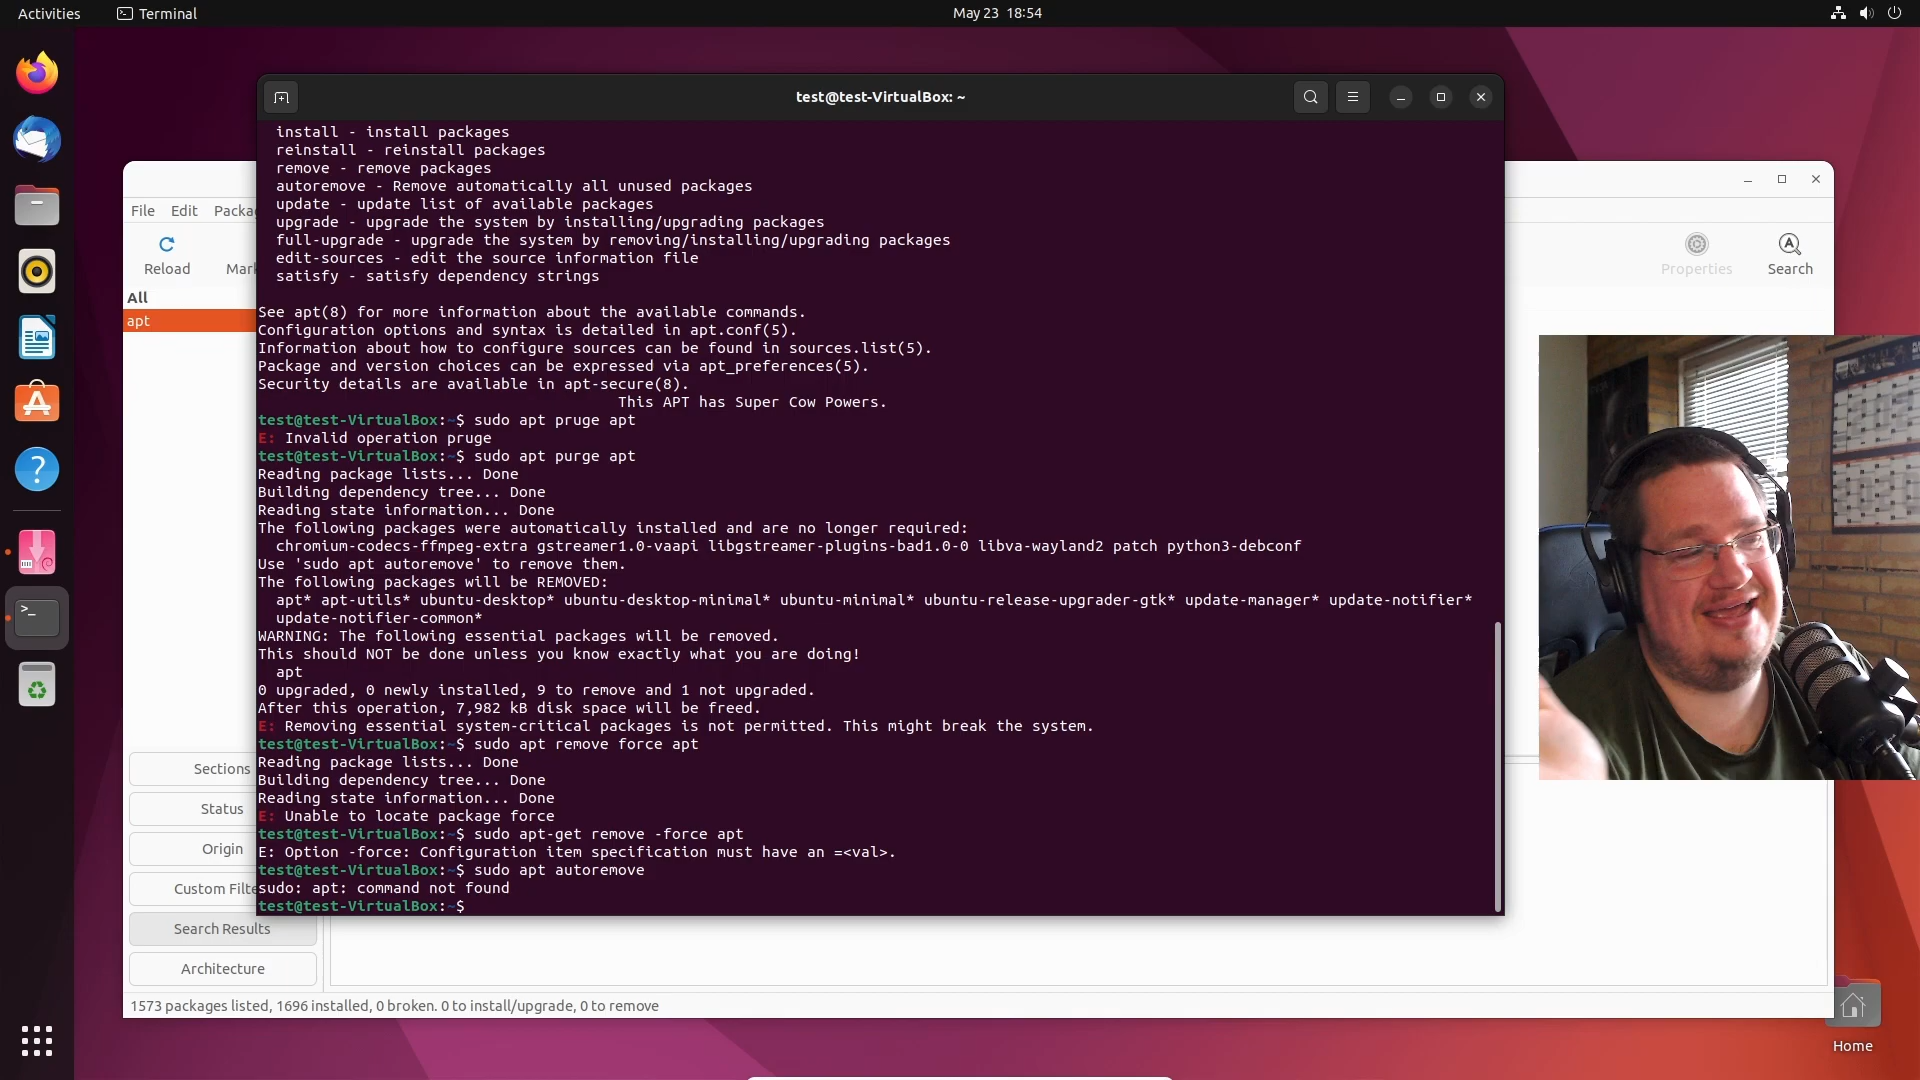 Activities
Terminal
May 23 18:54
test@test-VirtualBox: ~
install - install packages
reinstall - reinstall packages
remove - remove packages
autoremove - Remove automatically all unused packages
update - update list of available packages
upgrade - upgrade the system by installing/upgrading packages
full-upgrade - upgrade the system by removing/installing/upgrading packages
edit-sources - edit the source information file
satisfy - satisfy dependency strings
See apt(8) for more information about the available commands.
Configuration options and syntax is detailed in apt.conf(5).
Information about how to configure sources can be found in sources.list(5).
Package and version choices can be expressed via apt_preferences(5).
Security details are available in apt-secure(8).
This APT has Super Cow Powers.
test@test-VirtualBox:~$ sudo apt pruge apt
E: Invalid operation pruge
test@test-VirtualBox:~$ sudo apt purge apt
Reading package lists... Done
Building dependency tree... Done
Reading state information... Done
The following packages were automatically installed and are no longer required:
chromium-codecs-ffmpeg-extra gstreamer1.0-vaapi libgstreamer-plugins-bad1.0-0 libva-wayland2 patch python3-debconf
Use 'sudo apt autoremove' to remove them.
The following packages will be REMOVED:
apt* apt-utils* ubuntu-desktop* ubuntu-desktop-minimal* ubuntu-minimal* ubuntu-release-upgrader-gtk* update-manager* update-notifier*
update-notifier-common*
WARNING: The following essential packages will be removed.
This should NOT be done unless you know exactly what you are doing!
apt
0 upgraded, 0 newly installed, 9 to remove and 1 not upgraded.
After this operation, 7,982 kB disk space will be freed.
E: Removing essential system-critical packages is not permitted. This might break the system.
test@test-VirtualBox:~$ sudo apt remove force apt
Reading package lists... Done
Building dependency tree... Done
Reading state information... Done
E: Unable to locate package force
test@test-VirtualBox:~$ sudo apt-get remove -force apt
E: Option -force: Configuration item specification must have an =<val>.
test@test-VirtualBox:~$ sudo apt autoremove
sudo: apt: command not found
test@test-VirtualBox:~$
File Edit Packag
Reload
Mark
Properties
Search
All
apt
Sections
Status
Origin
Custom Filte
Search Results
Architecture
1573 packages listed, 1696 installed, 0 broken. 0 to install/upgrade, 0 to remove
Home